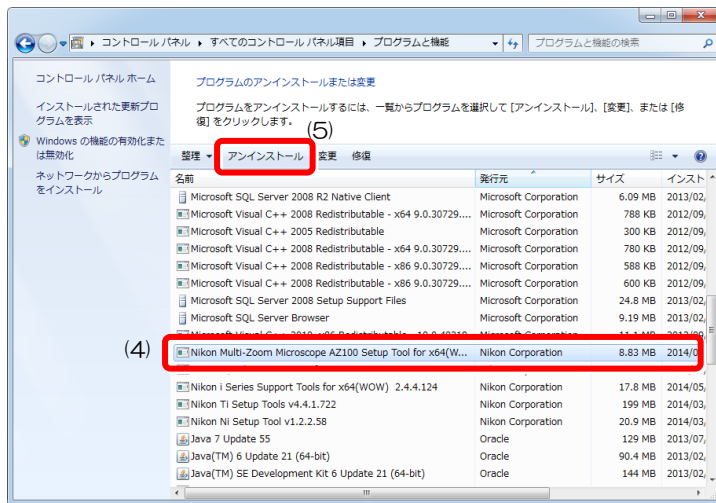 コントロール パネル ▸ すべてのコントロール パネル項目 ▸ プログラムと機能
プログラムと機能の検索
コントロール パネル ホーム
インストールされた更新プロ
グラムを表示
Windows の機能の有効化また
は無効化
ネットワークからプログラム
をインストール
プログラムのアンインストールまたは変更
プログラムをアンインストールするには、一覧からプログラムを選択して [アンインストール]、[変更]、または [修
復] をクリックします。
(5)
整理 アンインストール 変更 修復
名前 発行元 サイズ インスト
Microsoft SQL Server 2008 R2 Native Client Microsoft Corporation 6.09 MB 2013/02,
Microsoft Visual C++ 2008 Redistributable - x64 9.0.30729.... Microsoft Corporation 788 KB 2012/09,
Microsoft Visual C++ 2005 Redistributable Microsoft Corporation 300 KB 2012/09,
Microsoft Visual C++ 2008 Redistributable - x64 9.0.30729.... Microsoft Corporation 780 KB 2012/09,
Microsoft Visual C++ 2008 Redistributable - x86 9.0.30729.... Microsoft Corporation 588 KB 2012/09,
Microsoft Visual C++ 2008 Redistributable - x86 9.0.30729.... Microsoft Corporation 600 KB 2012/09,
Microsoft SQL Server 2008 Setup Support Files Microsoft Corporation 24.8 MB 2013/02,
Microsoft SQL Server Browser Microsoft Corporation 9.19 MB 2013/02,
(4)
Nikon Multi-Zoom Microscope AZ100 Setup Tool for x64(W... Nikon Corporation 8.83 MB 2014/0
Nikon i Series Support Tools for x64(WOW) 2.4.4.124 Nikon Corporation 17.8 MB 2014/05,
Nikon Ti Setup Tools v4.4.1.722 Nikon Corporation 199 MB 2014/03,
Nikon Ni Setup Tool v1.2.2.58 Nikon Corporation 20.9 MB 2014/03,
Java 7 Update 55 Oracle 129 MB 2013/07,
Java(TM) 6 Update 21 (64-bit) Oracle 90.4 MB 2013/02,
Java(TM) SE Development Kit 6 Update 21 (64-bit) Oracle 144 MB 2013/02,